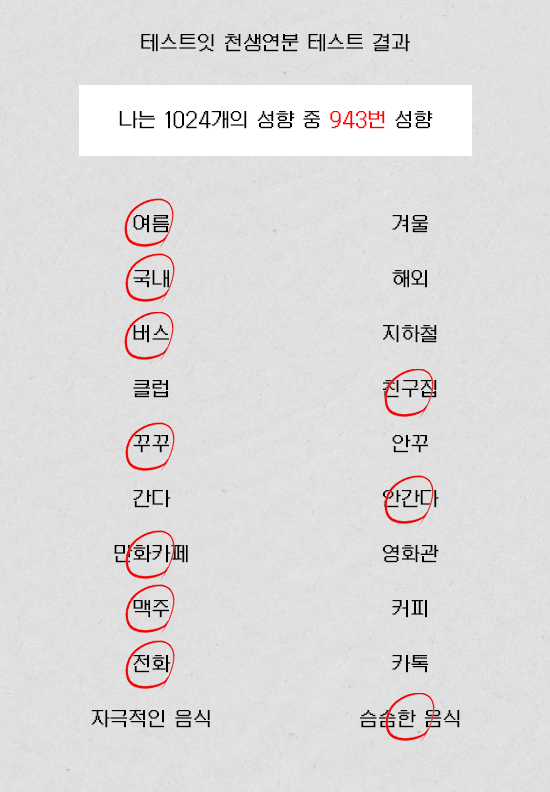 테스트잇 천생연분 테스트 결과
나는 1024개의 성향 중 943번 성향
여름 겨울
국내 해외
버스 지하철
클럽 친구집
꾸꾸 안꾸
간다 안간다
만화카페 영화관
맥주 커피
전화 카톡
자극적인 음식 슴슴한 음식